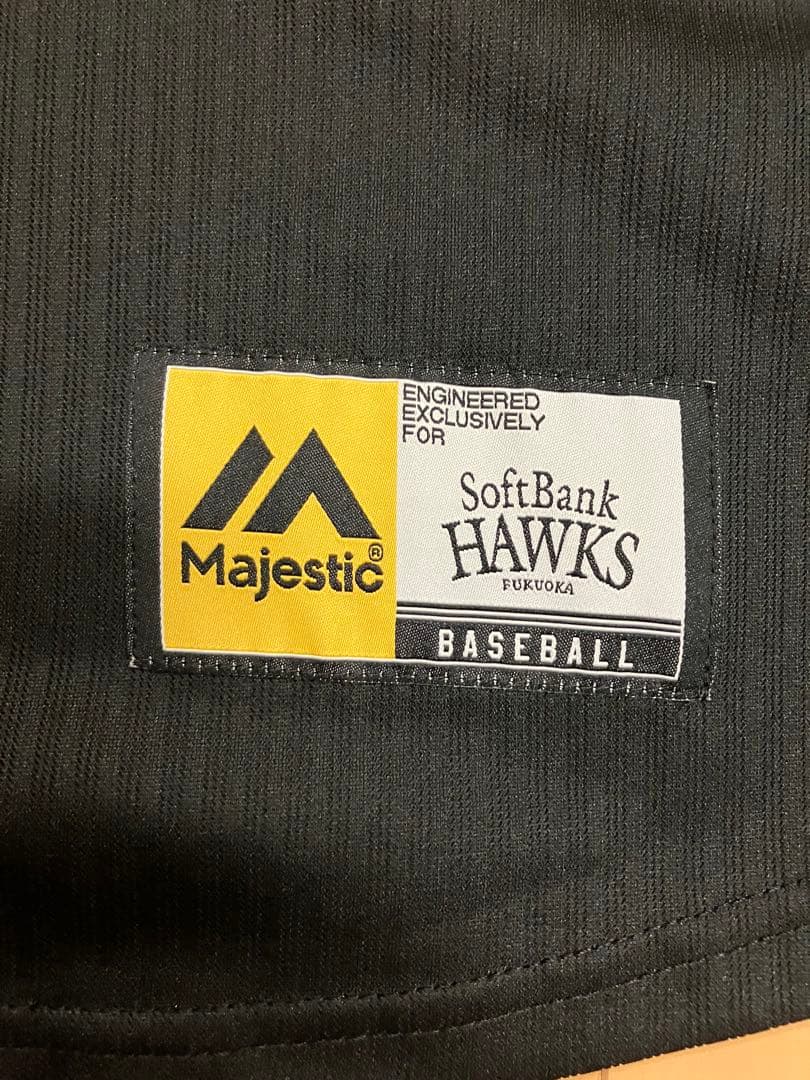 Majestic®
ENGINEERED
EXCLUSIVELY
FOR
SoftBank
HAWKS
FUKUOKA
BASEBALL